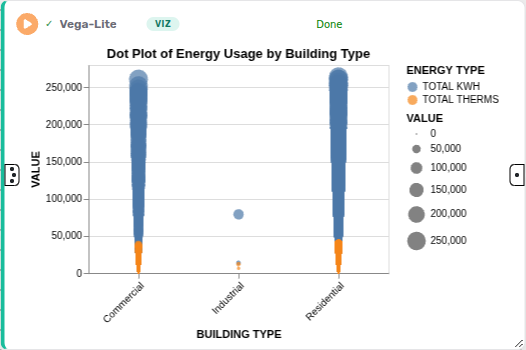 ✓ Vega-Lite VIZ Done
Dot Plot of Energy Usage by Building Type
VALUE
250,000
200,000
150,000
100,000
50,000
0
Commercial
Industrial
Residential
BUILDING TYPE
ENERGY TYPE
TOTAL KWH
TOTAL THERMS
VALUE
0
50,000
100,000
150,000
200,000
250,000